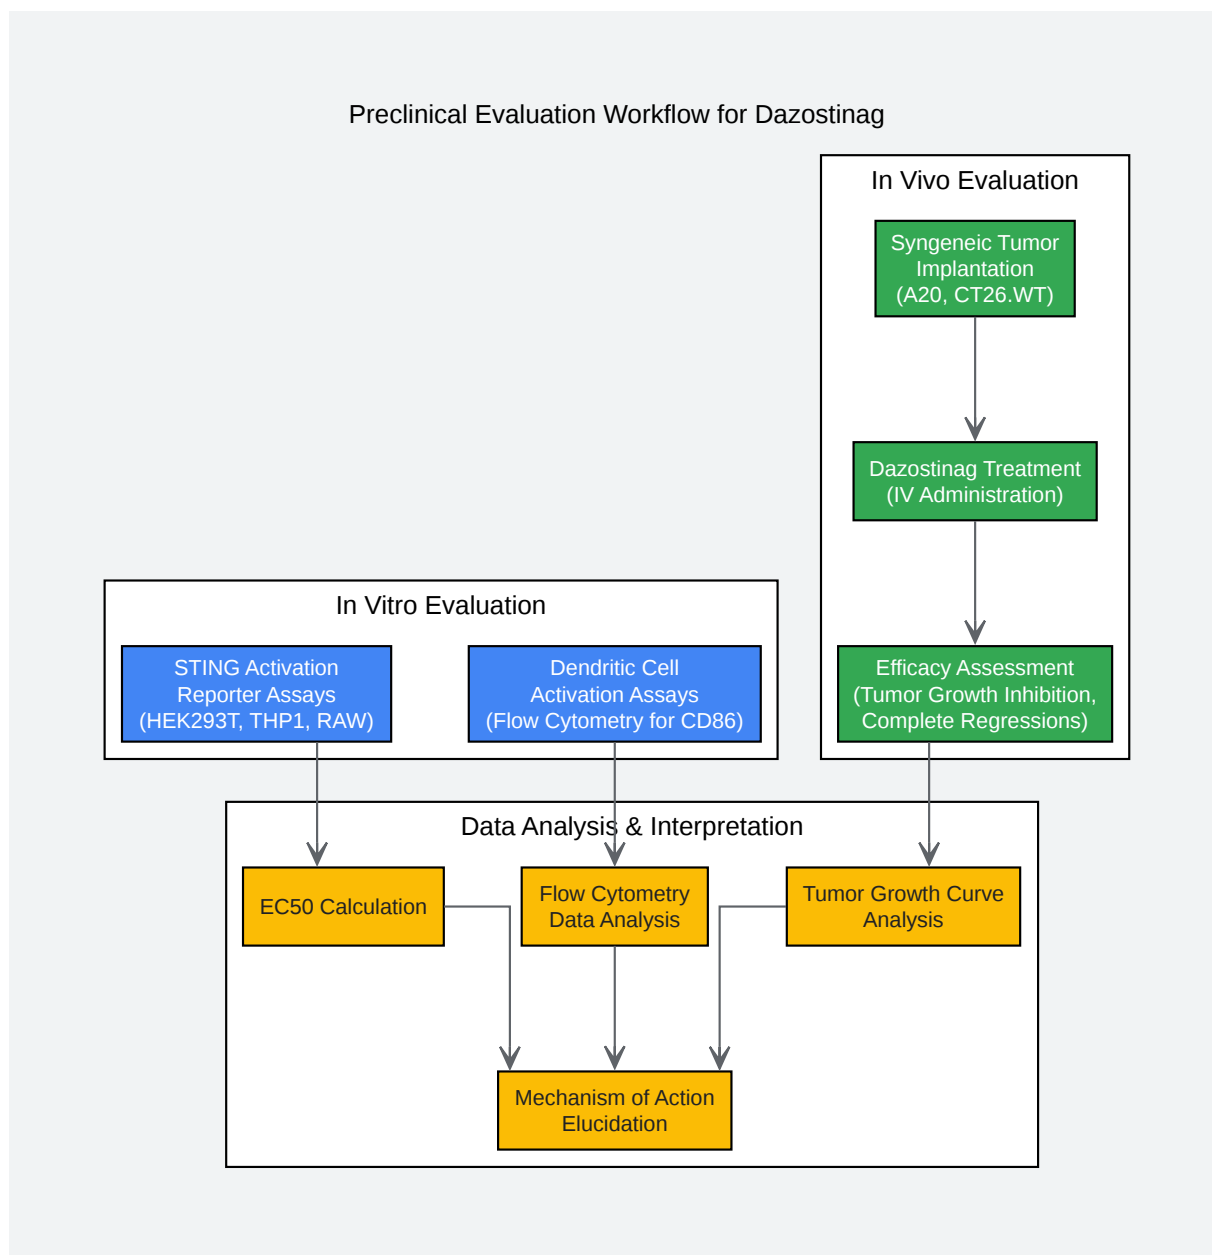 Preclinical Evaluation Workflow for Dazostinag
In Vivo Evaluation
Syngeneic Tumor
Implantation
(A20, CT26.WT)
Dazostinag Treatment
(IV Administration)
Efficacy Assessment
(Tumor Growth Inhibition,
Complete Regressions)
In Vitro Evaluation
STING Activation
Reporter Assays
(HEK293T, THP1, RAW)
Dendritic Cell
Activation Assays
(Flow Cytometry for CD86)
Data Analysis & Interpretation
EC50 Calculation
Flow Cytometry
Data Analysis
Tumor Growth Curve
Analysis
Mechanism of Action
Elucidation